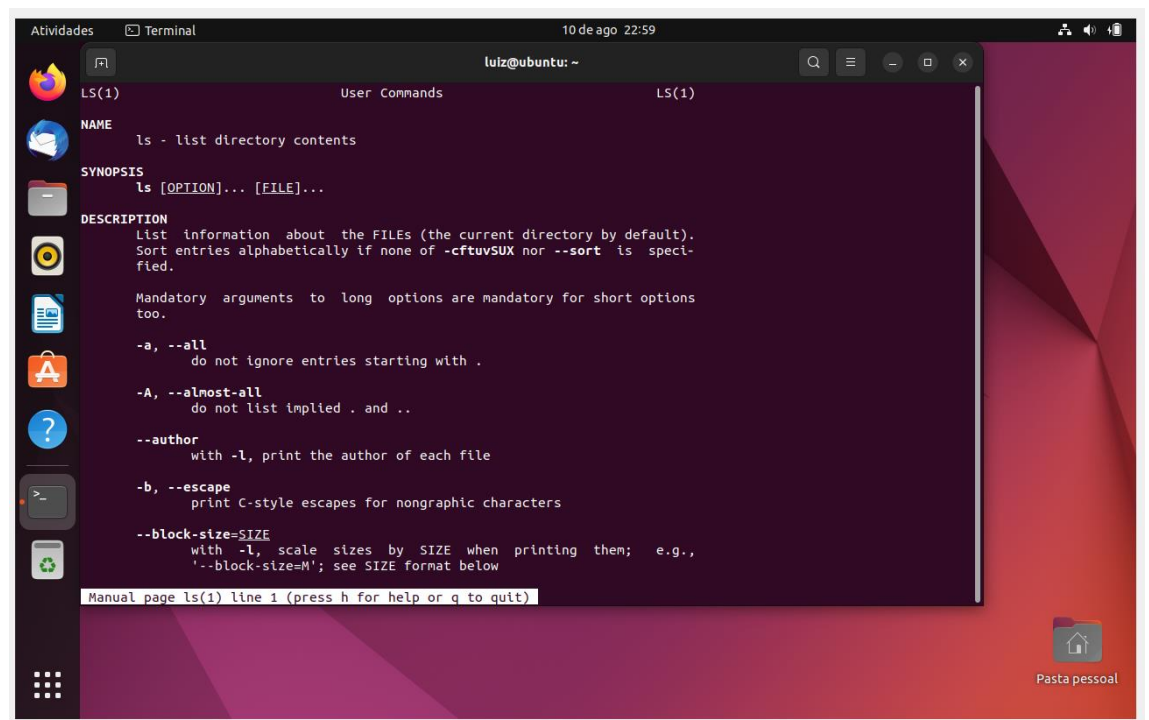 Atividades Terminal 10 de ago 22:59
luiz@ubuntu: ~
LS(1) User Commands LS(1)
NAME
ls - list directory contents
SYNOPSIS
ls [OPTION]... [FILE]...
DESCRIPTION
List information about the FILEs (the current directory by default).
Sort entries alphabetically if none of -cftuvSUX nor --sort is speci-
fied.
Mandatory arguments to long options are mandatory for short options
too.
-a, --all
do not ignore entries starting with .
-A, --almost-all
do not list implied . and ..
--author
with -l, print the author of each file
-b, --escape
print C-style escapes for nongraphic characters
--block-size=SIZE
with -l, scale sizes by SIZE when printing them; e.g.,
'--block-size=M'; see SIZE format below
Manual page ls(1) line 1 (press h for help or q to quit)
Pasta pessoal